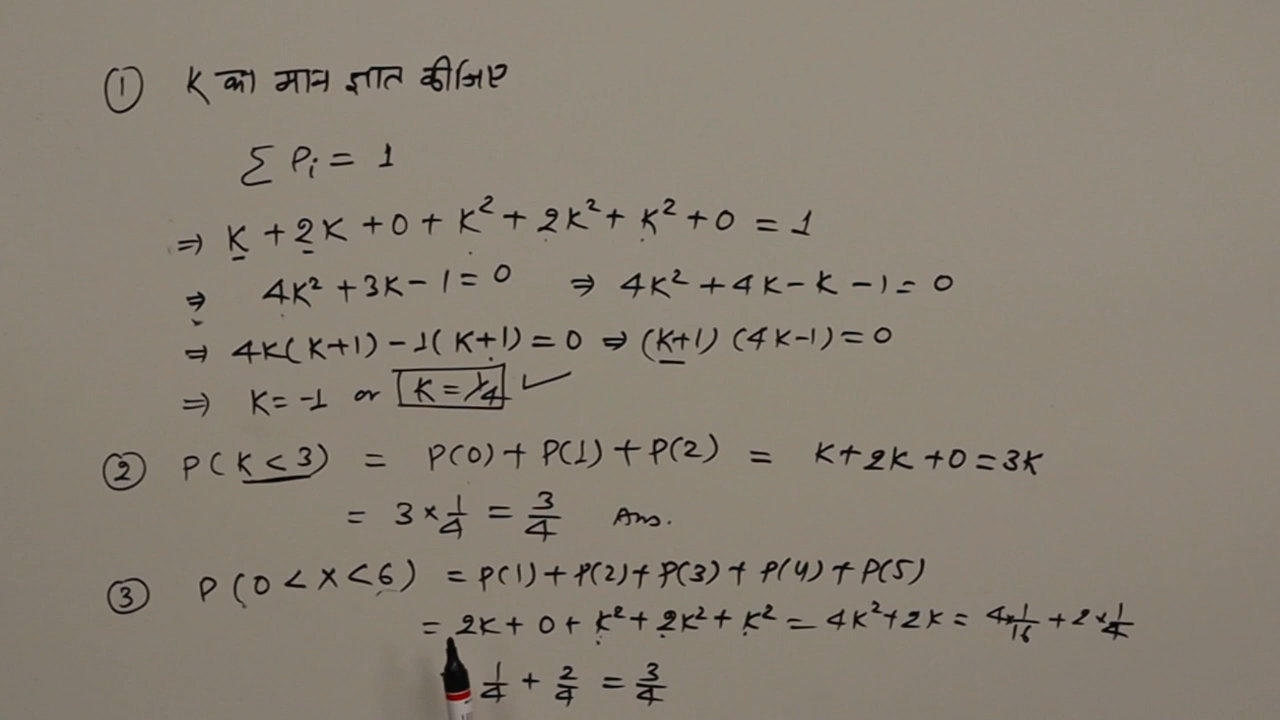 ① K का मान ज्ञात कीजिए
∑ Pi = 1
⇒ K + 2K + 0 + K² + 2K² + K² + 0 = 1
⇒ 4K² + 3K - 1 = 0 ⇒ 4K² + 4K - K - 1 = 0
⇒ 4K(K+1) - 1(K+1) = 0 ⇒ (K+1) (4K-1) = 0
⇒ K = -1 or K = 1/4 ✓
② P(K<3) = P(0) + P(1) + P(2) = K + 2K + 0 = 3K
= 3 × 1/4 = 3/4 Ans.
③ P(0<X<6) = P(1) + P(2) + P(3) + P(4) + P(5)
= 2K + 0 + K² + 2K² + K² = 4K² + 2K = 4×1/16 + 2×1/4
1/4 + 2/4 = 3/4